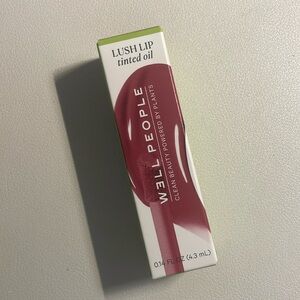 LUSH LIP
tinted oil
W3LL PEOPLE
CLEAN BEAUTY POWERED BY PLANTS
0.14 FL OZ (4.3 mL)